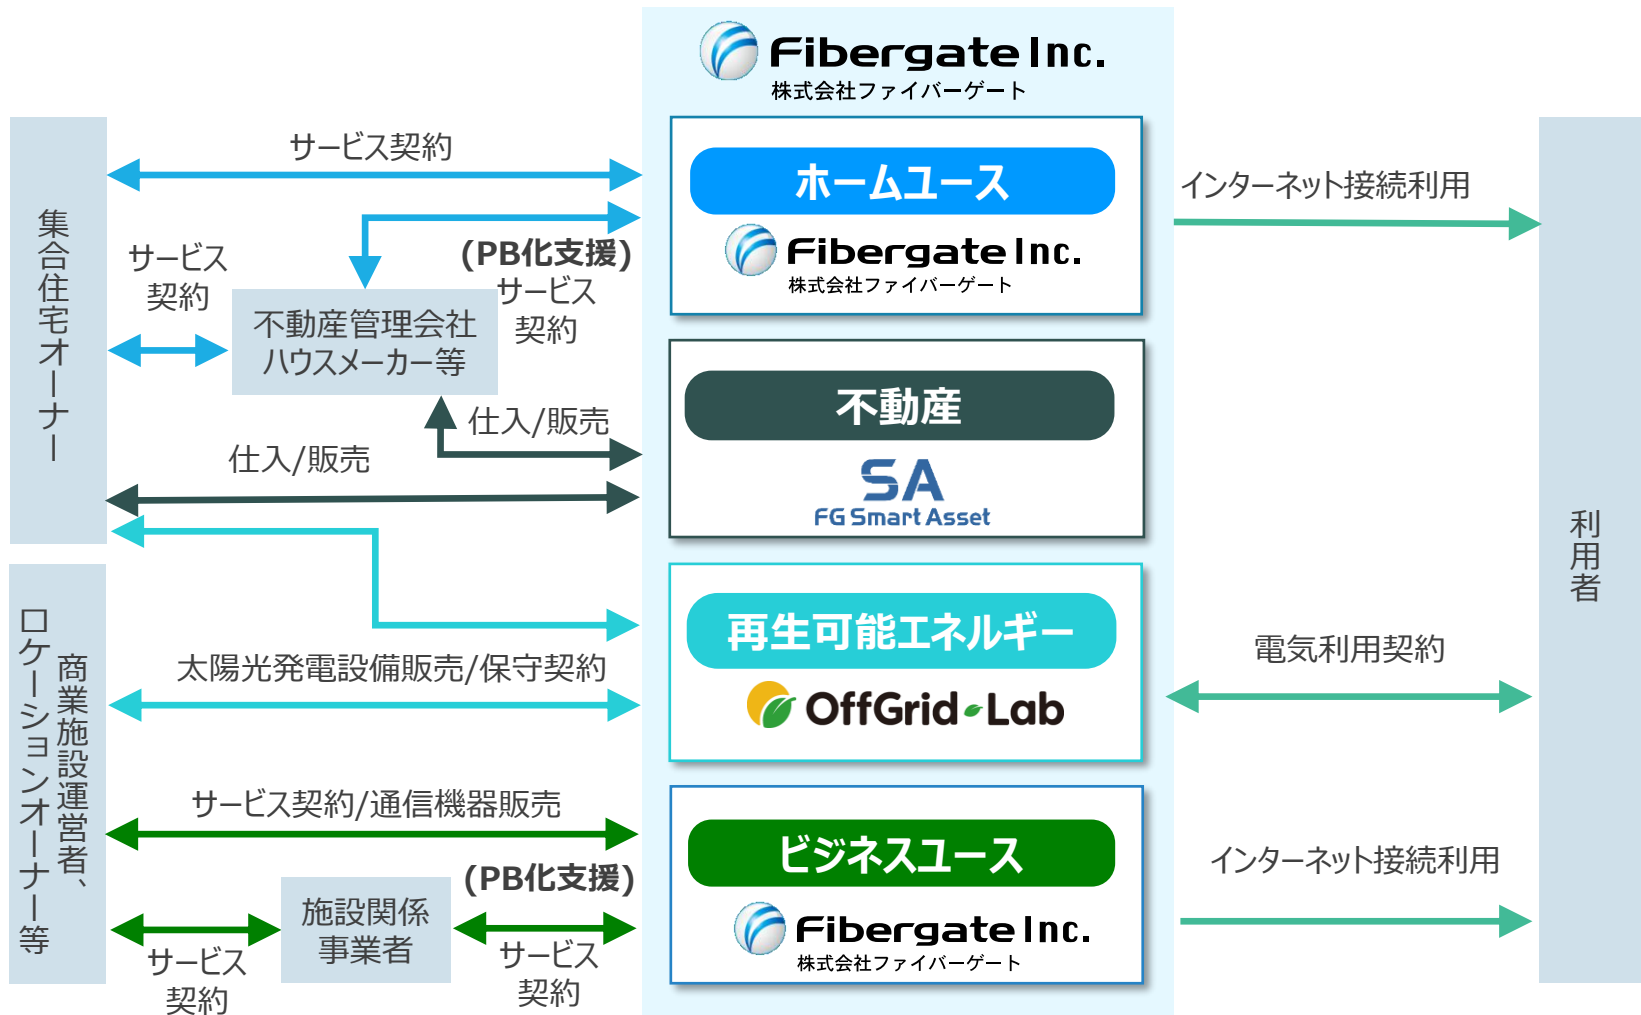 Fibergate Inc.
株式会社ファイバーゲート
集合住宅オーナー
サービス契約
サービス
契約
(PB化支援)
サービス
契約
不動産管理会社
ハウスメーカー等
仕入/販売
仕入/販売
ホームユース
Fibergate Inc.
株式会社ファイバーゲート
インターネット接続利用
不動産
SA
FG Smart Asset
利用者
商業施設運営者、
ロケーションオーナー等
太陽光発電設備販売/保守契約
再生可能エネルギー
OffGrid-Lab
電気利用契約
サービス契約/通信機器販売
(PB化支援)
施設関係
事業者
サービス
契約
サービス
契約
ビジネスユース
Fibergate Inc.
株式会社ファイバーゲート
インターネット接続利用